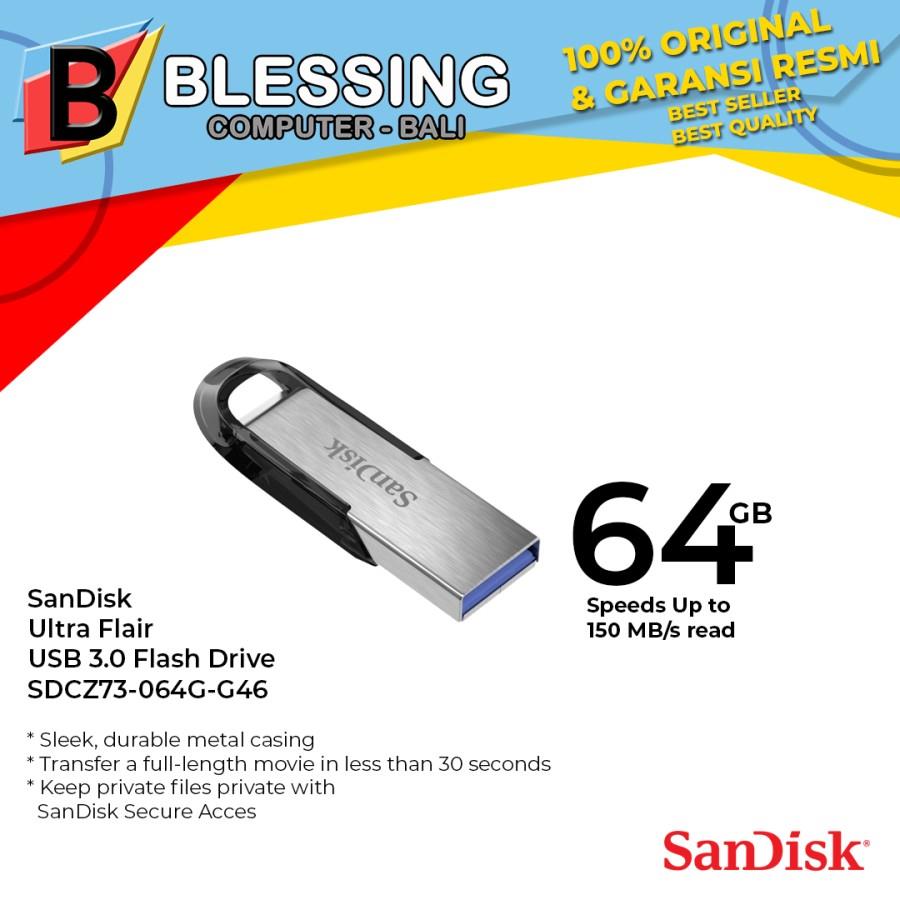 B
BLESSING
COMPUTER - BALI
100% ORIGINAL
& GARANSI RESMI
BEST SELLER
BEST QUALITY
SanDisk
64GB
Speeds Up to
150 MB/s read
SanDisk
Ultra Flair
USB 3.0 Flash Drive
SDCZ73-064G-G46
* Sleek, durable metal casing
* Transfer a full-length movie in less than 30 seconds
* Keep private files private with
SanDisk Secure Acces
SanDisk®